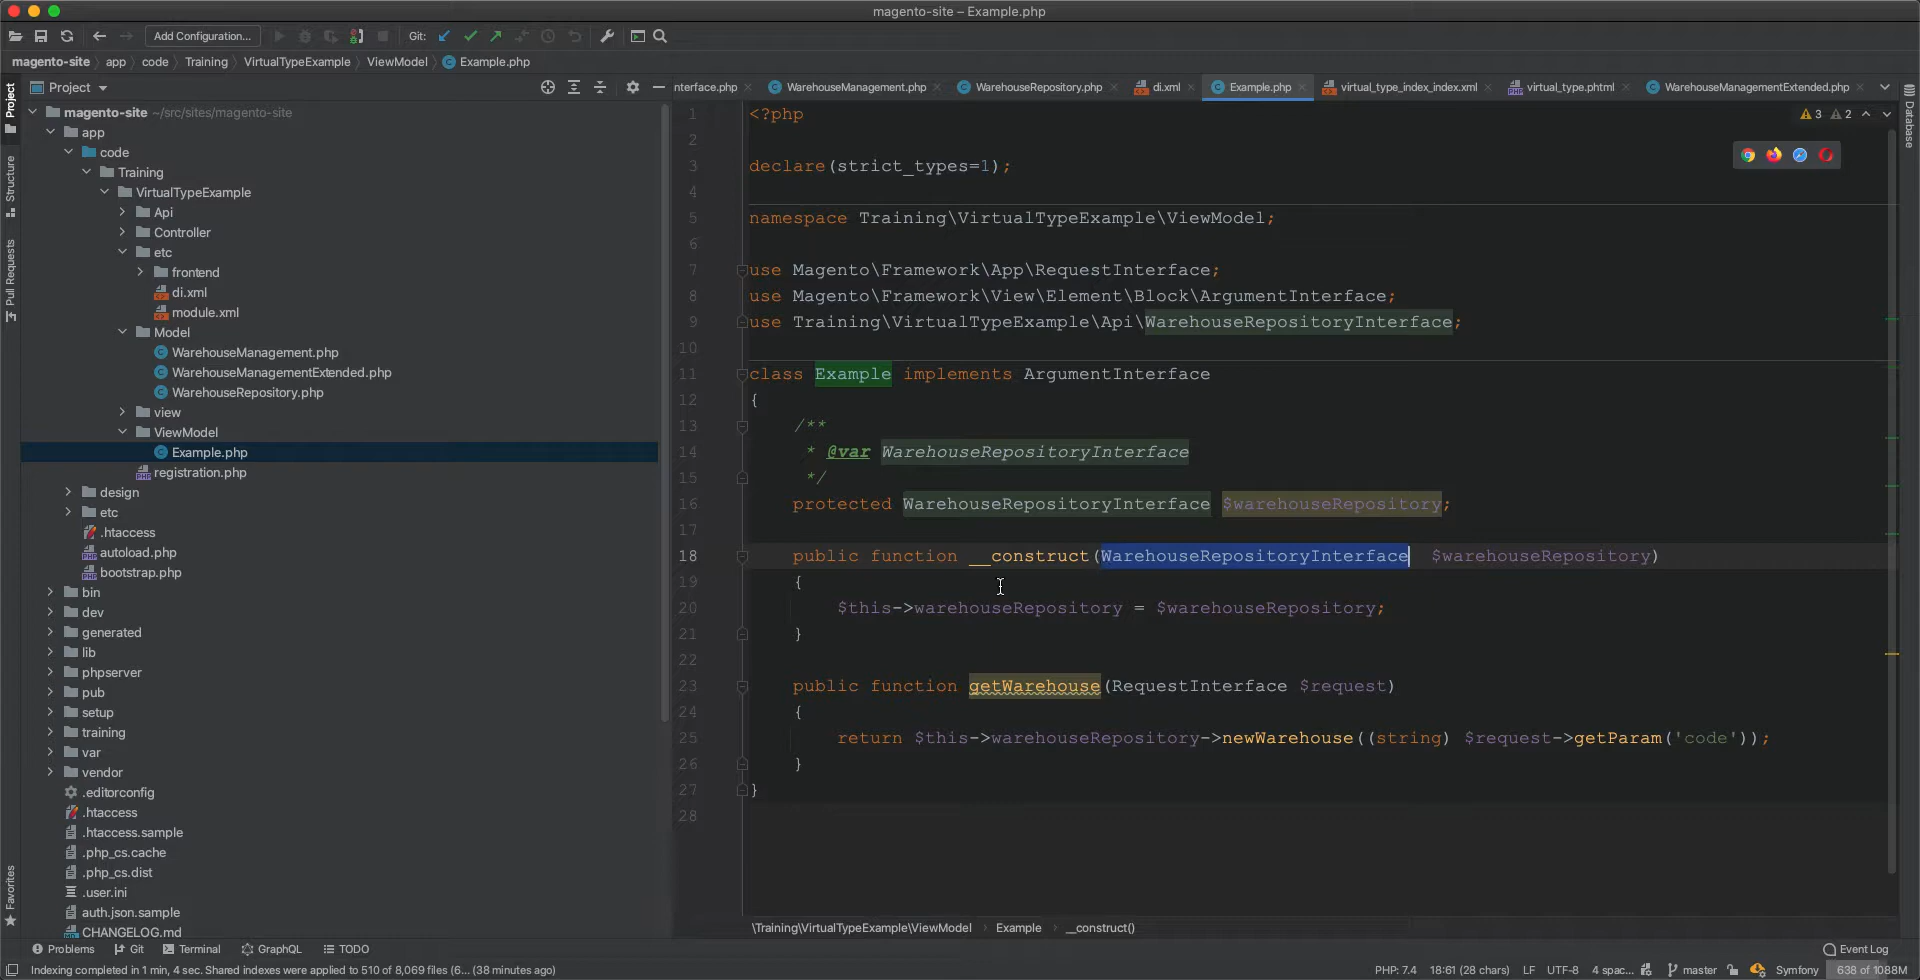 magento-site – Example.php
Add Configuration...
Git:
magento-site
app
code
Training
VirtualTypeExample
ViewModel
Example.php
Project
nterface.php
WarehouseManagement.php
WarehouseRepository.php
di.xml
Example.php
virtual_type_index_index.xml
virtual_type.phtml
WarehouseManagementExtended.php
Project
Structure
Pull Requests
Favorites
Database
magento-site ~/src/sites/magento-site
app
code
Training
VirtualTypeExample
Api
Controller
etc
frontend
di.xml
module.xml
Model
WarehouseManagement.php
WarehouseManagementExtended.php
WarehouseRepository.php
view
ViewModel
Example.php
registration.php
design
etc
.htaccess
autoload.php
bootstrap.php
bin
dev
generated
lib
phpserver
pub
setup
training
var
vendor
.editorconfig
.htaccess
.htaccess.sample
.php_cs.cache
.php_cs.dist
.user.ini
auth.json.sample
CHANGELOG.md
3 2
1 <?php
2
3 declare(strict_types=1);
4
5 namespace Training\VirtualTypeExample\ViewModel;
6
7 use Magento\Framework\App\RequestInterface;
8 use Magento\Framework\View\Element\Block\ArgumentInterface;
9 use Training\VirtualTypeExample\Api\WarehouseRepositoryInterface;
10
11 class Example implements ArgumentInterface
12 {
13 /**
14 * @var WarehouseRepositoryInterface
15 */
16 protected WarehouseRepositoryInterface $warehouseRepository;
17
18 public function __construct(WarehouseRepositoryInterface $warehouseRepository)
19 {
20 $this->warehouseRepository = $warehouseRepository;
21 }
22
23 public function getWarehouse(RequestInterface $request)
24 {
25 return $this->warehouseRepository->newWarehouse((string) $request->getParam('code'));
26 }
27 }
28
\Training\VirtualTypeExample\ViewModel
Example
__construct()
Problems
Git
Terminal
GraphQL
TODO
Event Log
Indexing completed in 1 min, 4 sec. Shared indexes were applied to 510 of 8,069 files (6... (38 minutes ago)
PHP: 7.4
18:61 (28 chars)
LF
UTF-8
4 spac...
master
Symfony
638 of 1088M